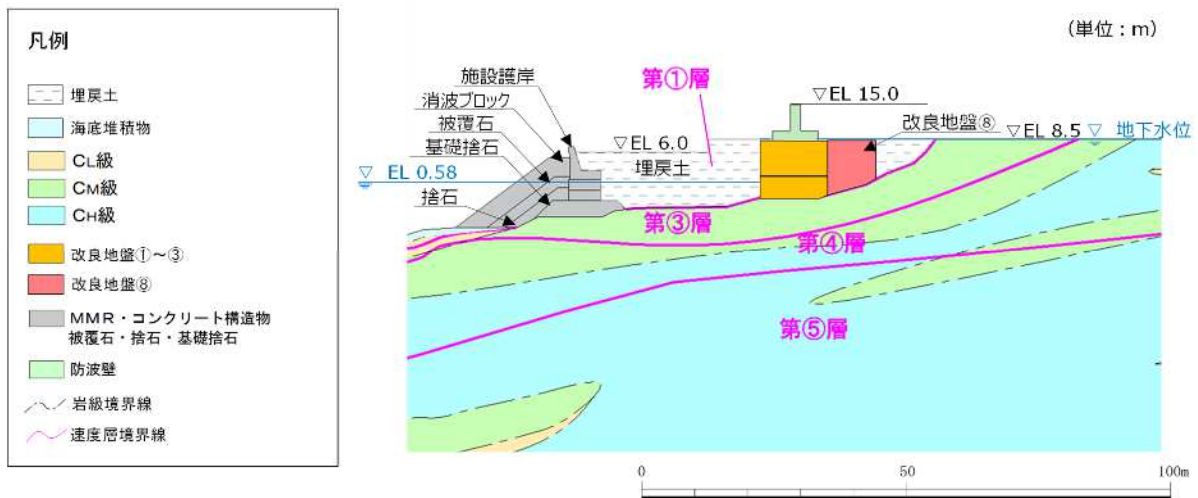 凡例
埋戻土
海底堆積物
CL級
CM級
CH級
改良地盤①～③
改良地盤⑧
MMR・コンクリート構造物
被覆石・捨石・基礎捨石
防波壁
岩級境界線
速度層境界線
(単位：m)
施設護岸
消波ブロック
被覆石
基礎捨石
捨石
▽ EL 0.58
第①層
▽EL 15.0
改良地盤⑧
▽EL 6.0
埋戻土
▽EL 8.5
▽ 地下水位
第③層
第④層
第⑤層
0
50
100m